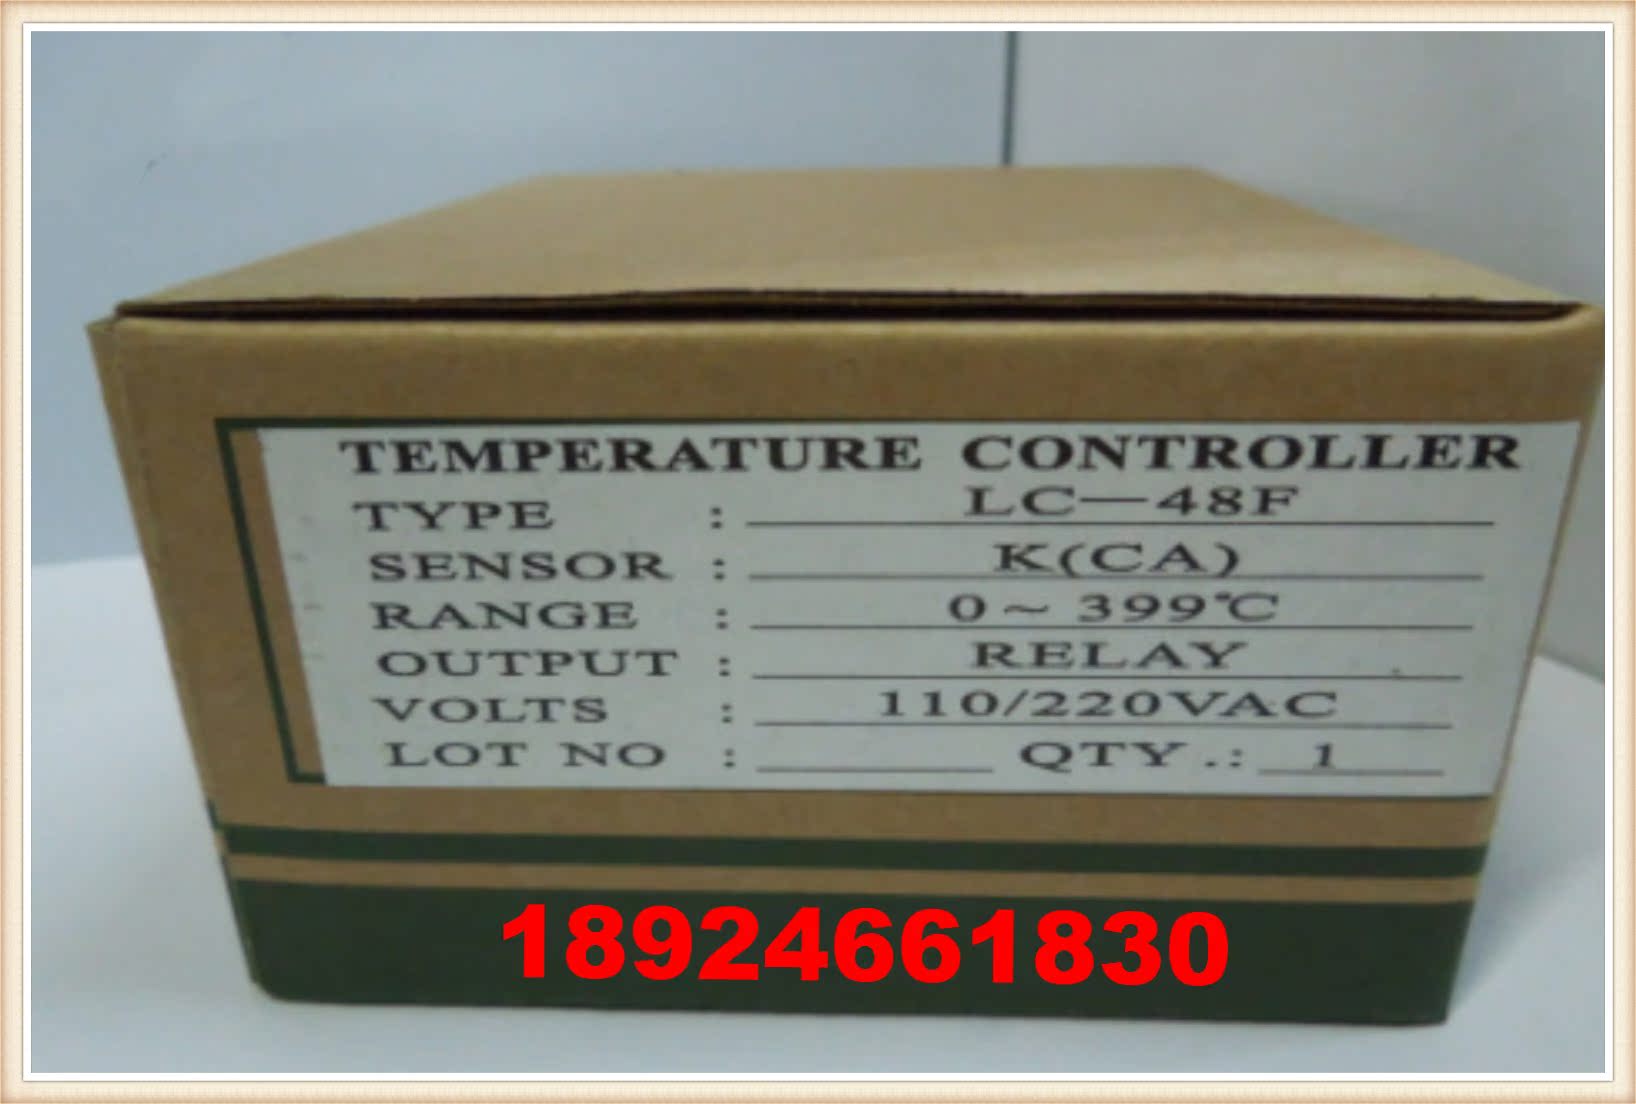 TEMPERATURE CONTROLLER
TYPE : LC—48F
SENSOR : K(CA)
RANGE : 0～399℃
OUTPUT : RELAY
VOLTS : 110/220VAC
LOT NO : QTY.: 1
18924661830